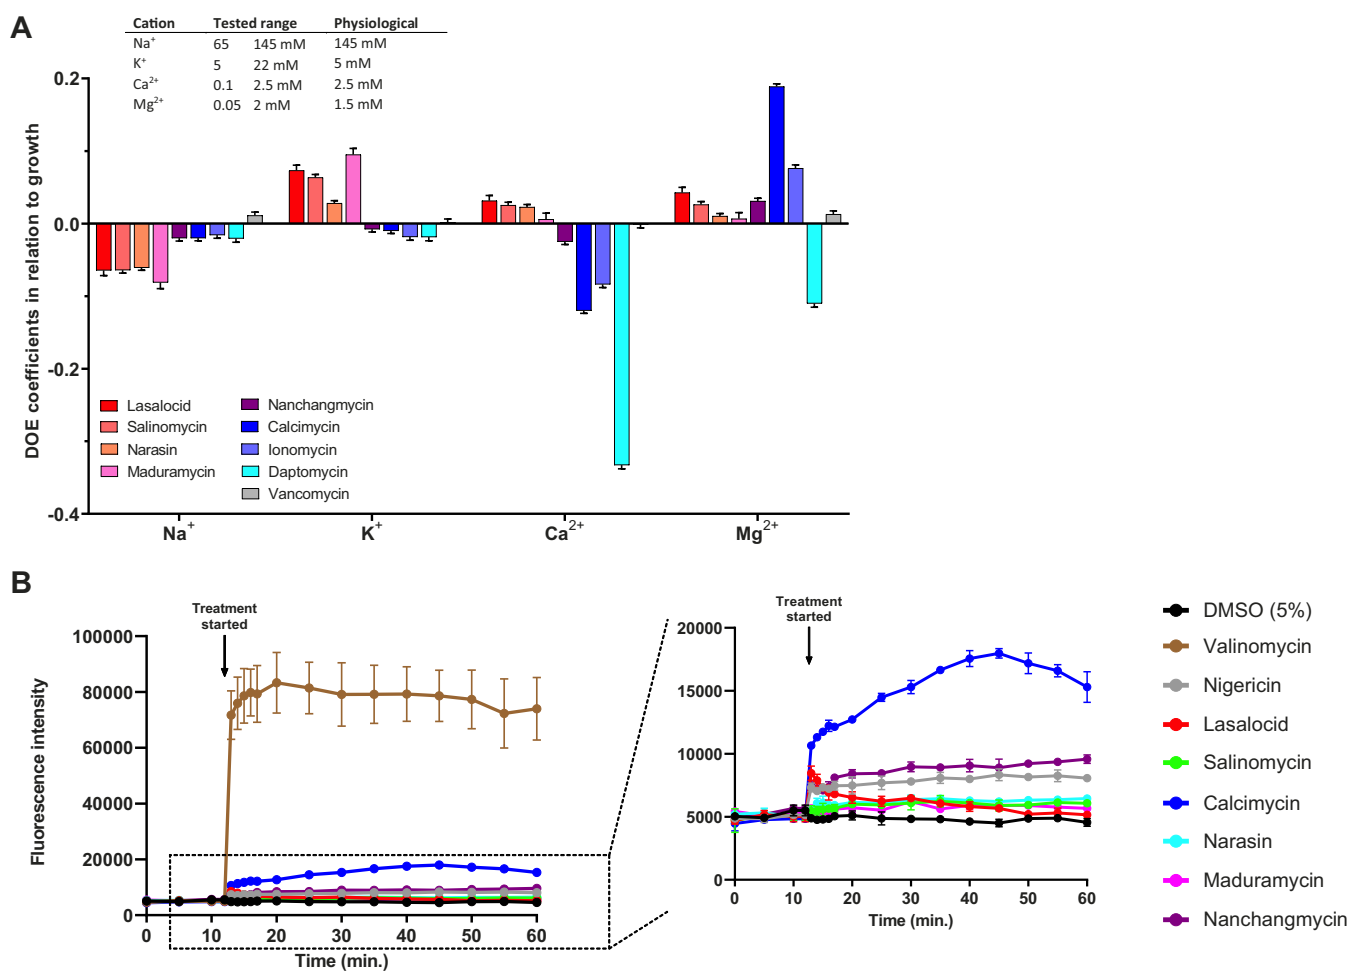 A
Cation Tested range Physiological
Na+ 65 145 mM 145 mM
K+ 5 22 mM 5 mM
Ca2+ 0.1 2.5 mM 2.5 mM
Mg2+ 0.05 2 mM 1.5 mM
DOE coefficients in relation to growth
0.2
0.0
-0.2
-0.4
Lasalocid
Salinomycin
Narasin
Maduramycin
Nanchangmycin
Calcimycin
Ionomycin
Daptomycin
Vancomycin
Na+ K+ Ca2+ Mg2+
B
Fluorescence intensity
Treatment
started
100000
80000
60000
40000
20000
0
0 10 20 30 40 50 60
Time (min.)
Treatment
started
20000
15000
10000
5000
0
0 10 20 30 40 50 60
Time (min.)
DMSO (5%)
Valinomycin
Nigericin
Lasalocid
Salinomycin
Calcimycin
Narasin
Maduramycin
Nanchangmycin